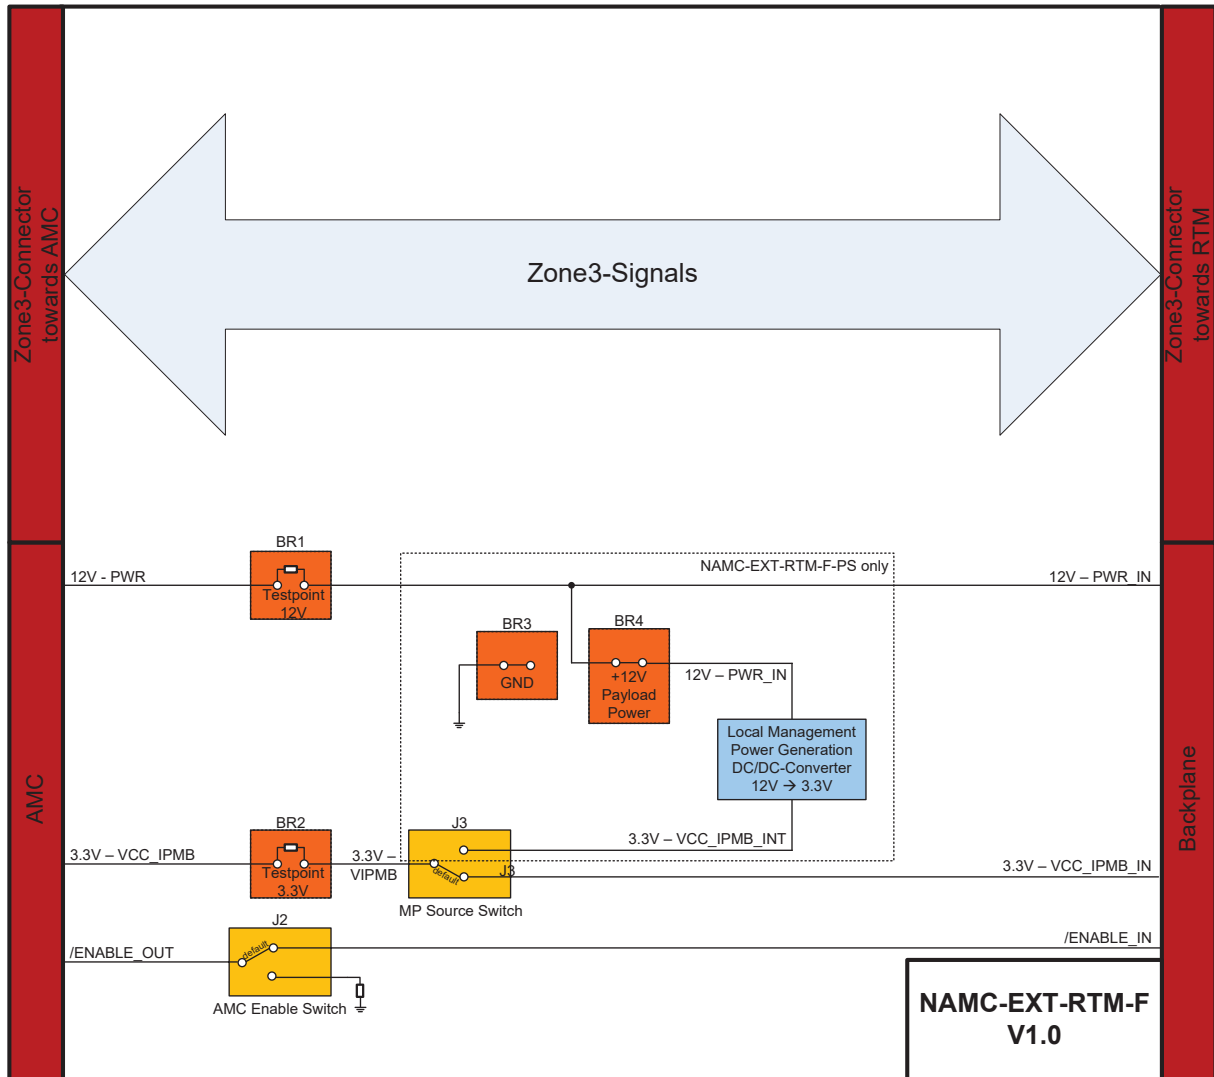 Zone3-Connector
towards AMC
Zone3-Signals
Zone3-Connector
towards RTM
AMC
Backplane
BR1
12V - PWR
Testpoint
12V
NAMC-EXT-RTM-F-PS only
12V – PWR_IN
BR3
GND
BR4
+12V
Payload
Power
12V – PWR_IN
Local Management
Power Generation
DC/DC-Converter
12V → 3.3V
BR2
3.3V – VCC_IPMB
Testpoint
3.3V
3.3V –
VIPMB
J3
default
J3
MP Source Switch
3.3V – VCC_IPMB_INT
3.3V – VCC_IPMB_IN
J2
/ENABLE_OUT
default
AMC Enable Switch
/ENABLE_IN
NAMC-EXT-RTM-F
V1.0